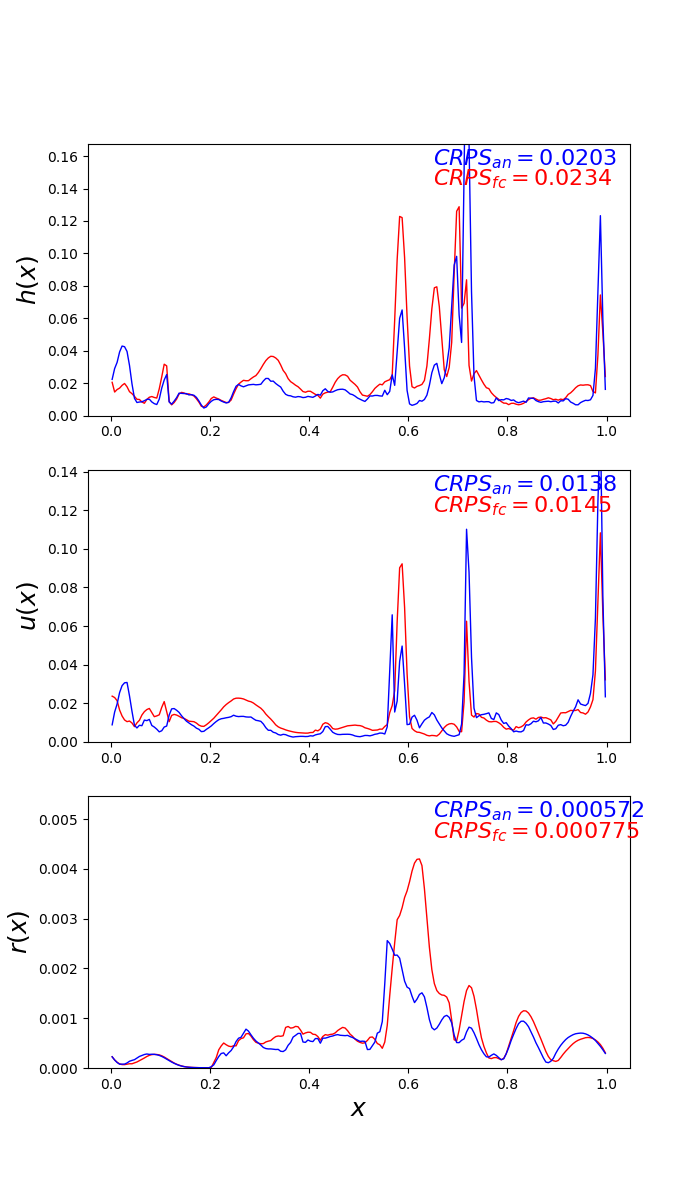 0.16
0.14
0.12
0.10
0.08
0.06
0.04
0.02
0.00
h(x)
CRPS_an = 0.0203
CRPS_fc = 0.0234
0.0 0.2 0.4 0.6 0.8 1.0
0.14
0.12
0.10
0.08
0.06
0.04
0.02
0.00
u(x)
CRPS_an = 0.0138
CRPS_fc = 0.0145
0.0 0.2 0.4 0.6 0.8 1.0
0.005
0.004
0.003
0.002
0.001
0.000
r(x)
CRPS_an = 0.000572
CRPS_fc = 0.000775
0.0 0.2 0.4 0.6 0.8 1.0
x